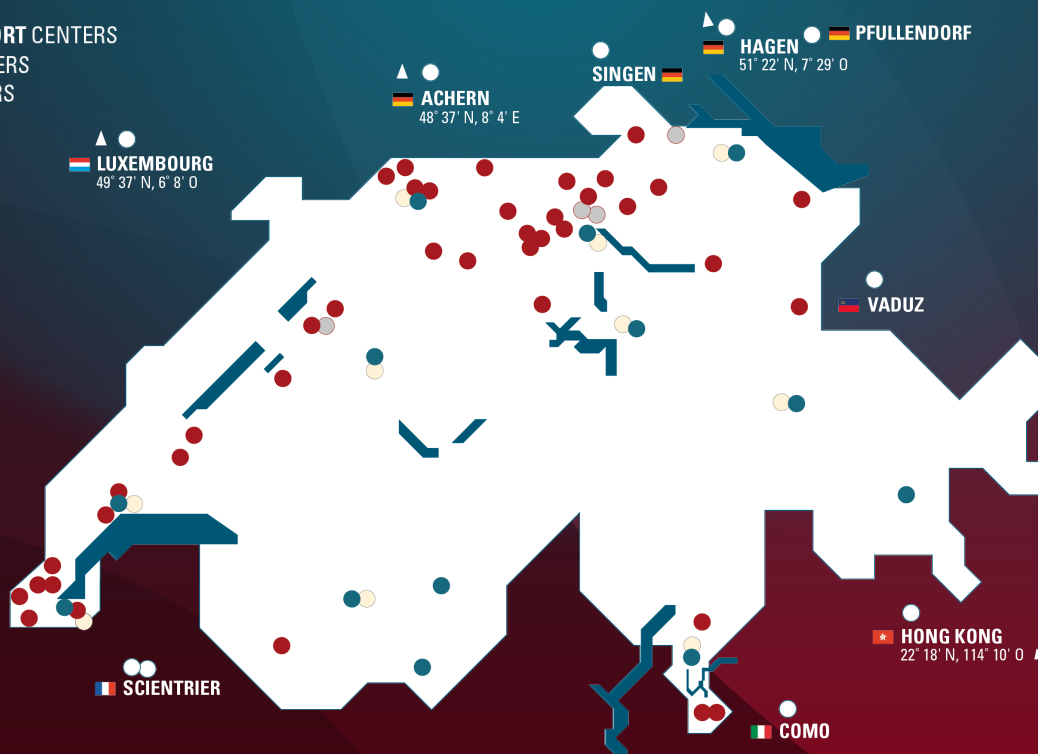 ORT CENTERS
ERS
RS
HAGEN
51° 22' N, 7° 29' O
PFULLENDORF
SINGEN
ACHERN
48° 37' N, 8° 4' E
LUXEMBOURG
49° 37' N, 6° 8' O
VADUZ
HONG KONG
22° 18' N, 114° 10' O
SCIENTRIER
COMO